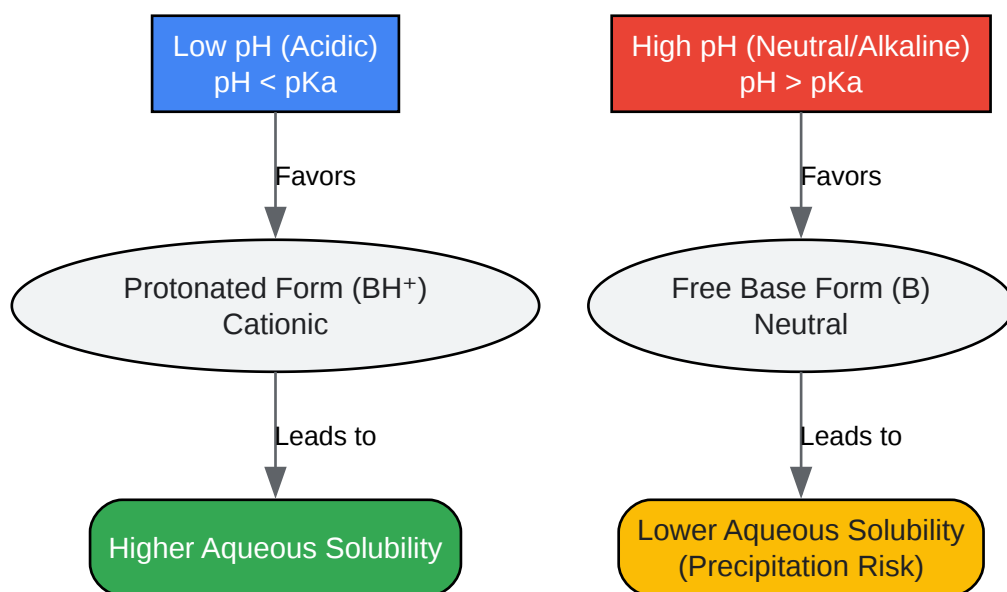 Low pH (Acidic)
pH < pKa
Favors
Protonated Form (BH⁺)
Cationic
Leads to
Higher Aqueous Solubility
High pH (Neutral/Alkaline)
pH > pKa
Favors
Free Base Form (B)
Neutral
Leads to
Lower Aqueous Solubility
(Precipitation Risk)